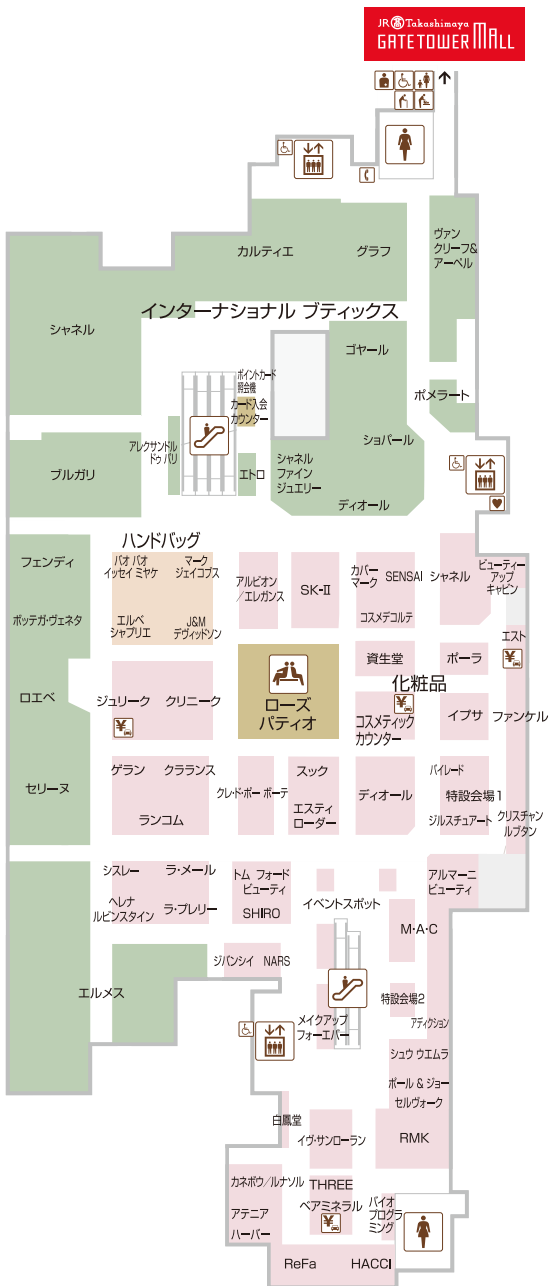 JR 髙 Takashimaya
GATETOWER MALL
カルティエ
グラフ
ヴァン
クリーフ&
アーペル
インターナショナル ブティックス
シャネル
ゴヤール
ポイントカード
照会機
カード入会
カウンター
ポメラート
アレクサンドル
ドゥ パリ
エトロ
ショパール
シャネル
ファイン
ジュエリー
ブルガリ
ディオール
ハンドバッグ
フェンディ
バオ バオ
イッセイ ミヤケ
マーク
ジェイコブス
アルビオン
/エレガンス
SK-II
カバー
マーク
SENSAI
シャネル
ビューティー
アップ
キャビン
ボッテガ・ヴェネタ
エルベ
シャプリエ
J&M
デヴィッドソン
コスメデコルテ
資生堂
ポーラ
エスト
¥
ロエベ
ジュリーク
¥
クリニーク
ローズ
パティオ
化粧品
¥
コスメティック
カウンター
イプサ
ファンケル
セリーヌ
ゲラン
クラランス
ランコム
クレ・ド・ポー ボーテ
スック
エスティ
ローダー
ディオール
バイレード
特設会場1
ジルスチュアート
クリスチャン
ルブタン
シスレー
ラ・メール
ヘレナ
ルビンスタイン
ラ・プレリー
トム フォード
ビューティ
SHIRO
イベントスポット
アルマーニ
ビューティ
M・A・C
ジバンシイ
NARS
エルメス
特設会場2
メイクアップ
フォーエバー
アディクション
シュウ ウエムラ
ポール & ジョー
セルヴォーク
白鳳堂
イヴ・サンローラン
RMK
カネボウ/ルナソル
THREE
ベアミネラル
¥
バイオ
プログラ
ミング
アテニア
ハーバー
ReFa
HACCI